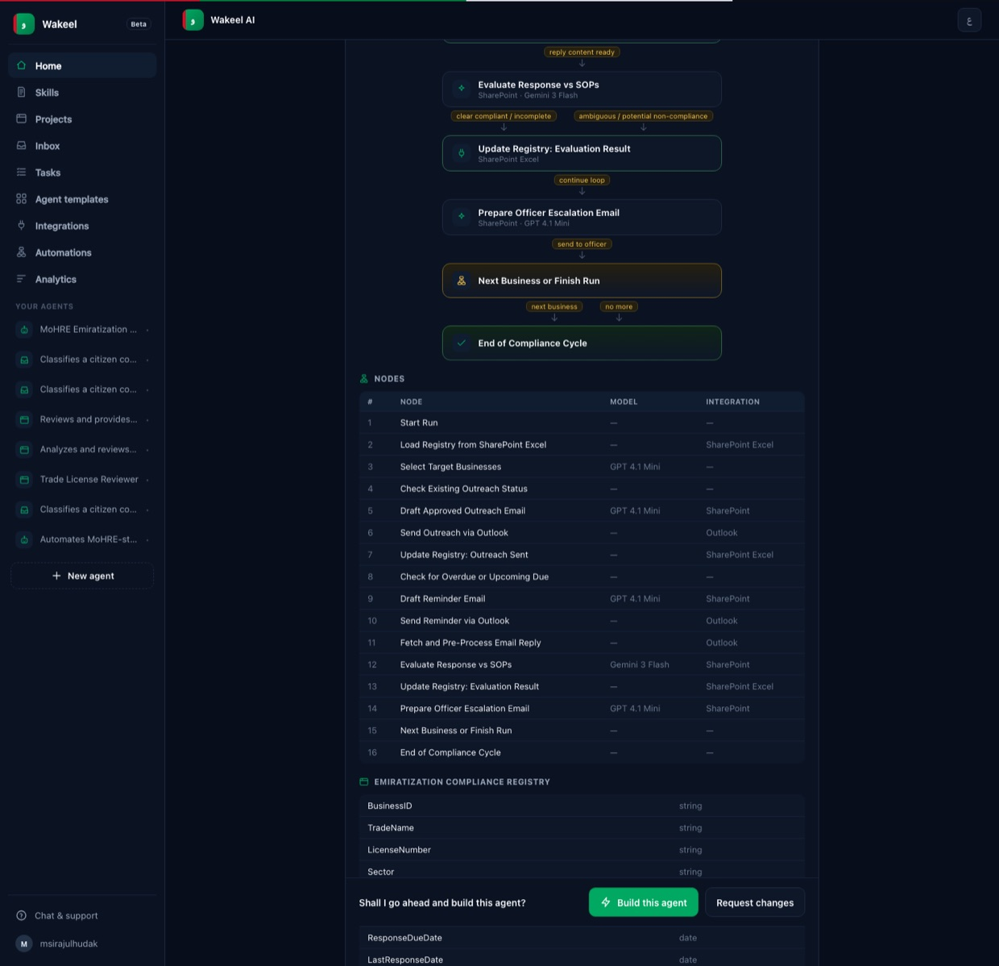 و Wakeel Beta
Home
Skills
Projects
Inbox
Tasks
Agent templates
Integrations
Automations
Analytics
YOUR AGENTS
MoHRE Emiratization ...
Classifies a citizen co...
Classifies a citizen co...
Reviews and provides...
Analyzes and reviews...
Trade License Reviewer
Classifies a citizen co...
Automates MoHRE-st...
+ New agent
Chat & support
M msirajulhudak
و Wakeel AI
ع
reply content ready
Evaluate Response vs SOPs
SharePoint · Gemini 3 Flash
clear compliant / incomplete
ambiguous / potential non-compliance
Update Registry: Evaluation Result
SharePoint Excel
continue loop
Prepare Officer Escalation Email
SharePoint · GPT 4.1 Mini
send to officer
Next Business or Finish Run
next business
no more
End of Compliance Cycle
NODES
# NODE MODEL INTEGRATION
1 Start Run — —
2 Load Registry from SharePoint Excel — SharePoint Excel
3 Select Target Businesses GPT 4.1 Mini —
4 Check Existing Outreach Status — —
5 Draft Approved Outreach Email GPT 4.1 Mini SharePoint
6 Send Outreach via Outlook — Outlook
7 Update Registry: Outreach Sent — SharePoint Excel
8 Check for Overdue or Upcoming Due — —
9 Draft Reminder Email GPT 4.1 Mini SharePoint
10 Send Reminder via Outlook — Outlook
11 Fetch and Pre-Process Email Reply — Outlook
12 Evaluate Response vs SOPs Gemini 3 Flash SharePoint
13 Update Registry: Evaluation Result — SharePoint Excel
14 Prepare Officer Escalation Email GPT 4.1 Mini SharePoint
15 Next Business or Finish Run — —
16 End of Compliance Cycle — —
EMIRATIZATION COMPLIANCE REGISTRY
BusinessID string
TradeName string
LicenseNumber string
Sector string
Shall I go ahead and build this agent?
Build this agent
Request changes
ResponseDueDate date
LastResponseDate date